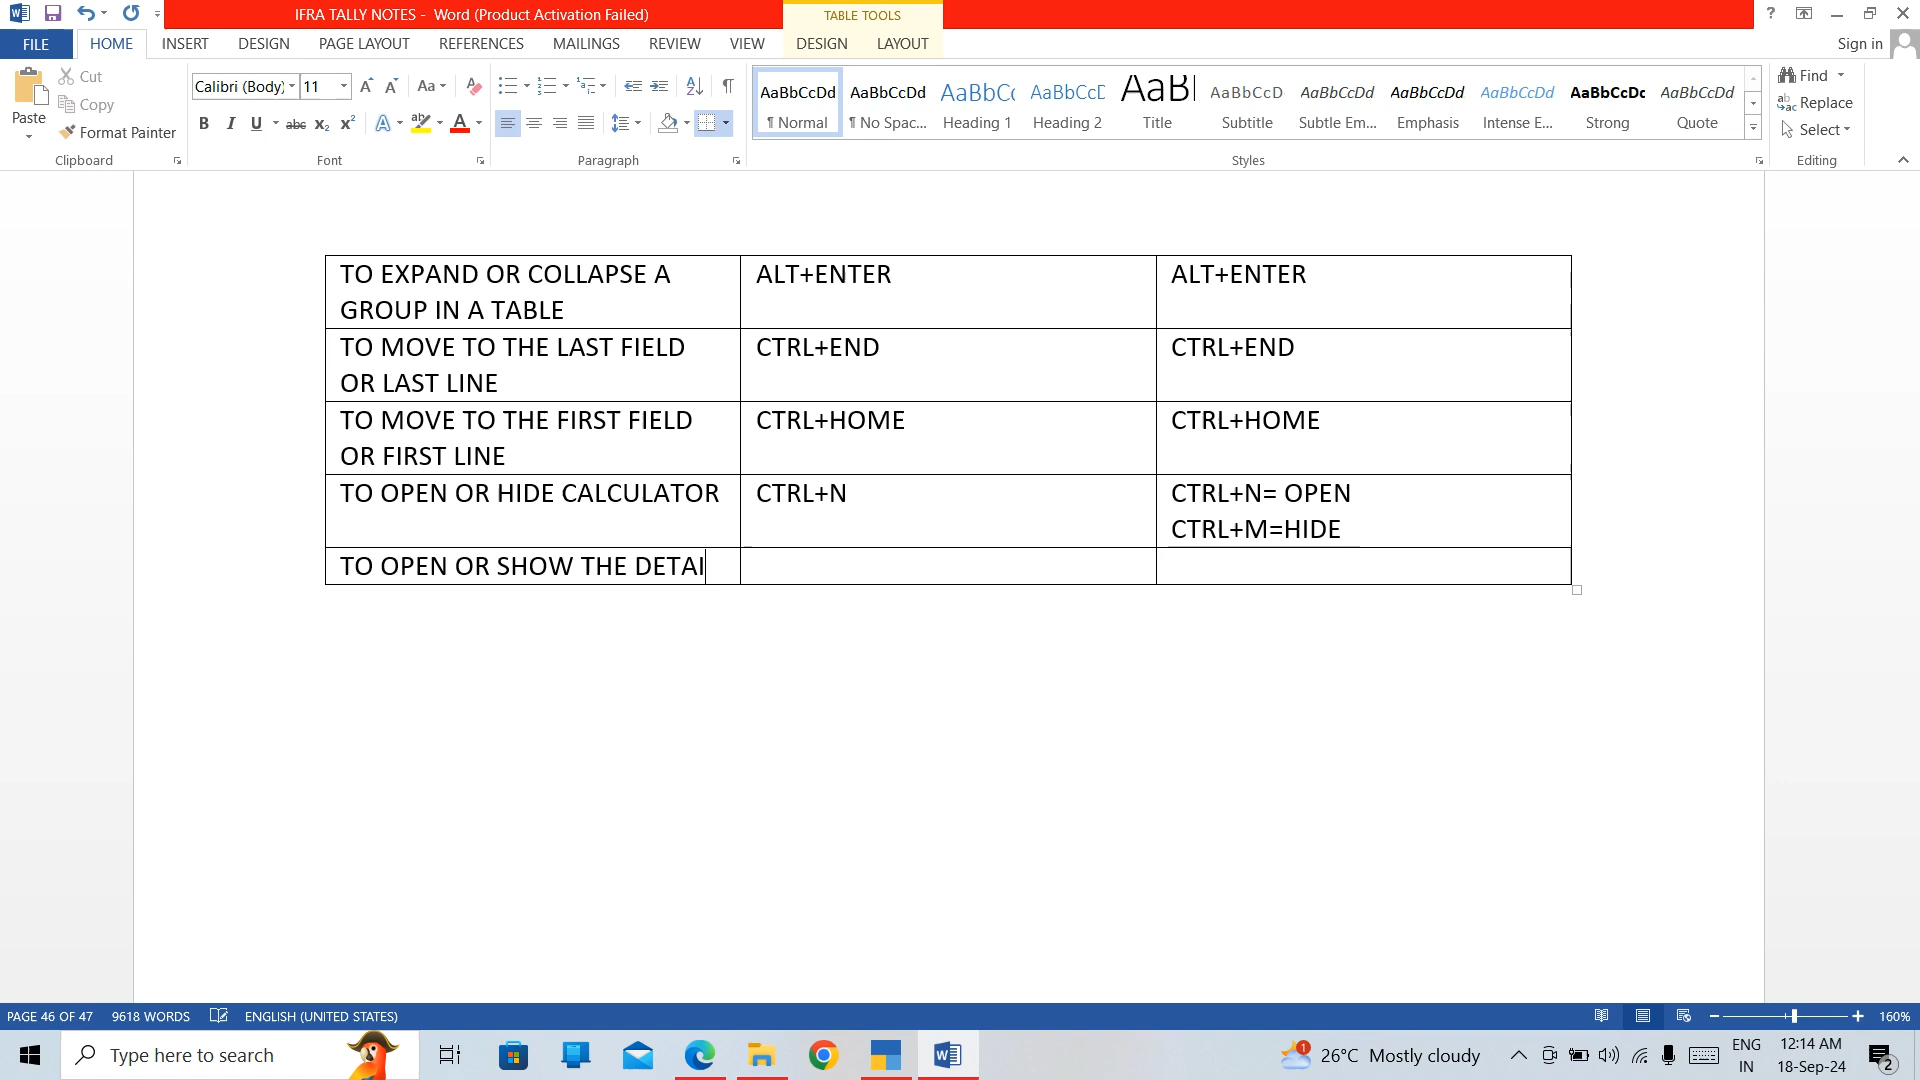 IFRA TALLY NOTES - Word (Product Activation Failed)
TABLE TOOLS
?
FILE
HOME
INSERT
DESIGN
PAGE LAYOUT
REFERENCES
MAILINGS
REVIEW
VIEW
DESIGN
LAYOUT
Sign in
Paste
Cut
Copy
Format Painter
Clipboard
Calibri (Body)
11
Font
Paragraph
AaBbCcDd
¶ Normal
AaBbCcDd
¶ No Spac...
AaBbCc
Heading 1
AaBbCcD
Heading 2
AaBl
Title
AaBbCcD
Subtitle
AaBbCcDd
Subtle Em...
AaBbCcDd
Emphasis
AaBbCcDd
Intense E...
AaBbCcDc
Strong
AaBbCcDd
Quote
Styles
Find
Replace
Select
Editing
TO EXPAND OR COLLAPSE A
GROUP IN A TABLE
ALT+ENTER
ALT+ENTER
TO MOVE TO THE LAST FIELD
OR LAST LINE
CTRL+END
CTRL+END
TO MOVE TO THE FIRST FIELD
OR FIRST LINE
CTRL+HOME
CTRL+HOME
TO OPEN OR HIDE CALCULATOR
CTRL+N
CTRL+N= OPEN
CTRL+M=HIDE
TO OPEN OR SHOW THE DETAI
PAGE 46 OF 47
9618 WORDS
ENGLISH (UNITED STATES)
160%
Type here to search
1
26°C Mostly cloudy
ENG
IN
12:14 AM
18-Sep-24
2